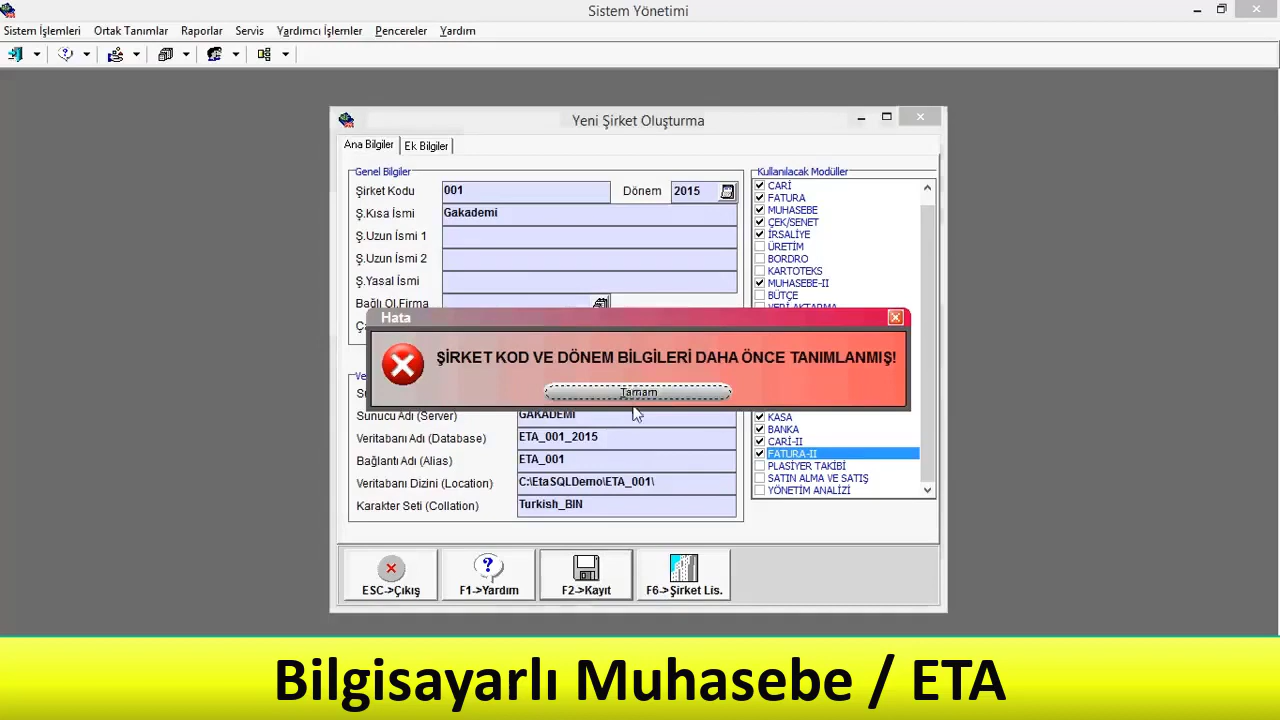 Sistem Yönetimi
Sistem İşlemleri Ortak Tanımlar Raporlar Servis Yardımcı İşlemler Pencereler Yardım
Yeni Şirket Oluşturma
Ana Bilgiler Ek Bilgiler
Genel Bilgiler
Şirket Kodu 001 Dönem 2015
Ş.Kısa İsmi Gakademi
Ş.Uzun İsmi 1
Ş.Uzun İsmi 2
Ş.Yasal İsmi
Bağlı Ol.Firma
Kullanılacak Modüller
CARİ
FATURA
MUHASEBE
ÇEK/SENET
İRSALİYE
ÜRETİM
BORDRO
KARTOTEKS
MUHASEBE-II
BÜTÇE
VERİ AKTARMA
Hata
ŞİRKET KOD VE DÖNEM BİLGİLERİ DAHA ÖNCE TANIMLANMIŞ!
Tamam
Sunucu Adı (Server) GAKADEMI
Veritabanı Adı (Database) ETA_001_2015
Bağlantı Adı (Alias) ETA_001
Veritabanı Dizini (Location) C:\EtaSQLDemo\ETA_001\
Karakter Seti (Collation) Turkish_BIN
KASA
BANKA
CARİ-II
FATURA-II
PLASİYER TAKİBİ
SATIN ALMA VE SATIŞ
YÖNETİM ANALİZİ
ESC->Çıkış F1->Yardım F2->Kayıt F6->Şirket Lis.
Bilgisayarlı Muhasebe / ETA